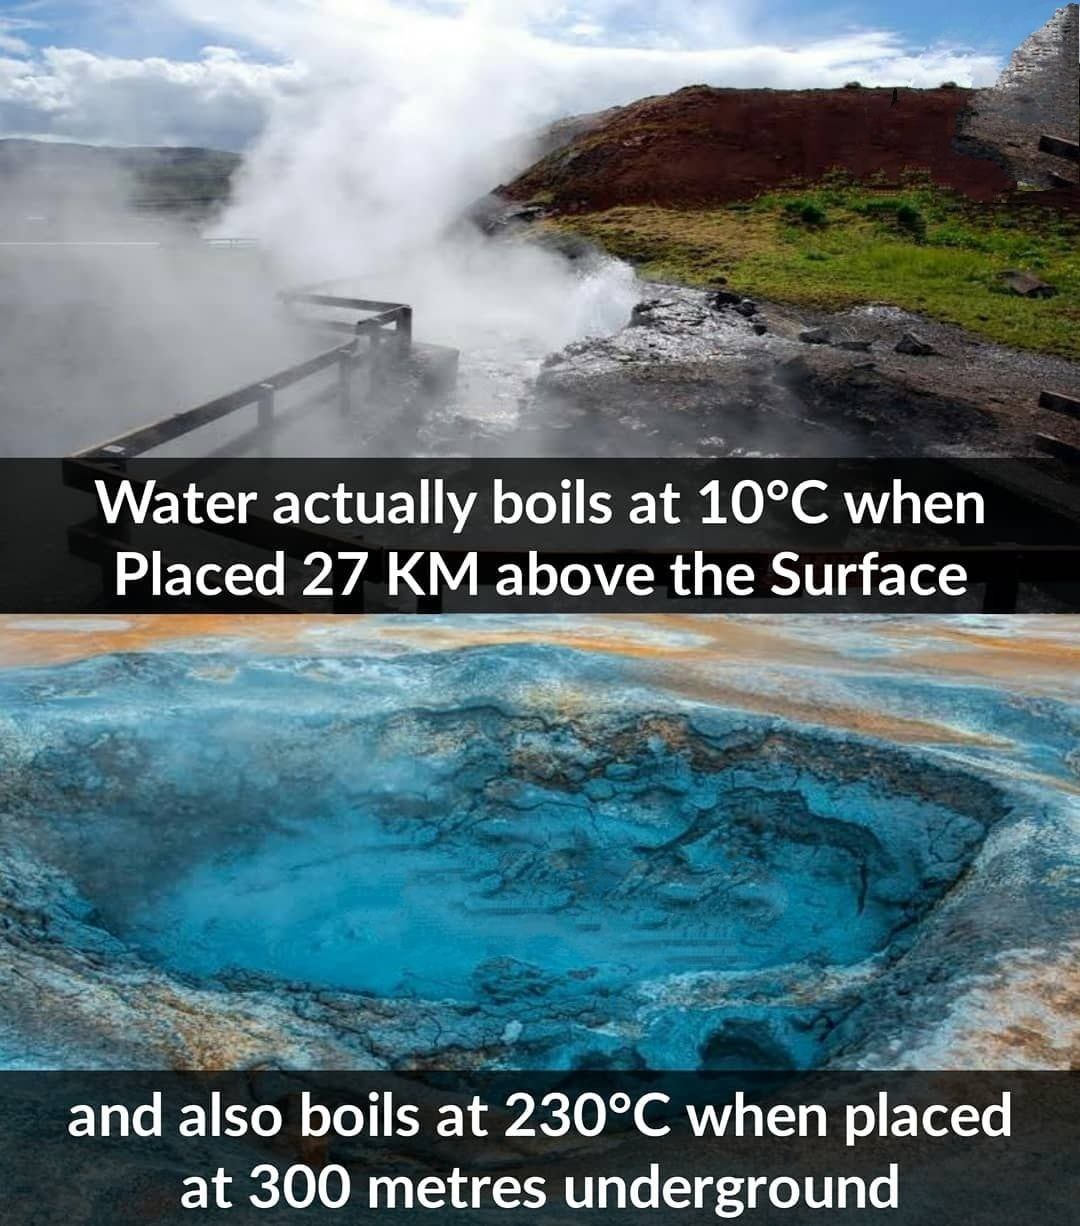 Water actually boils at 10°C when
Placed 27 KM above the Surface
and also boils at 230°C when placed
at 300 metres underground